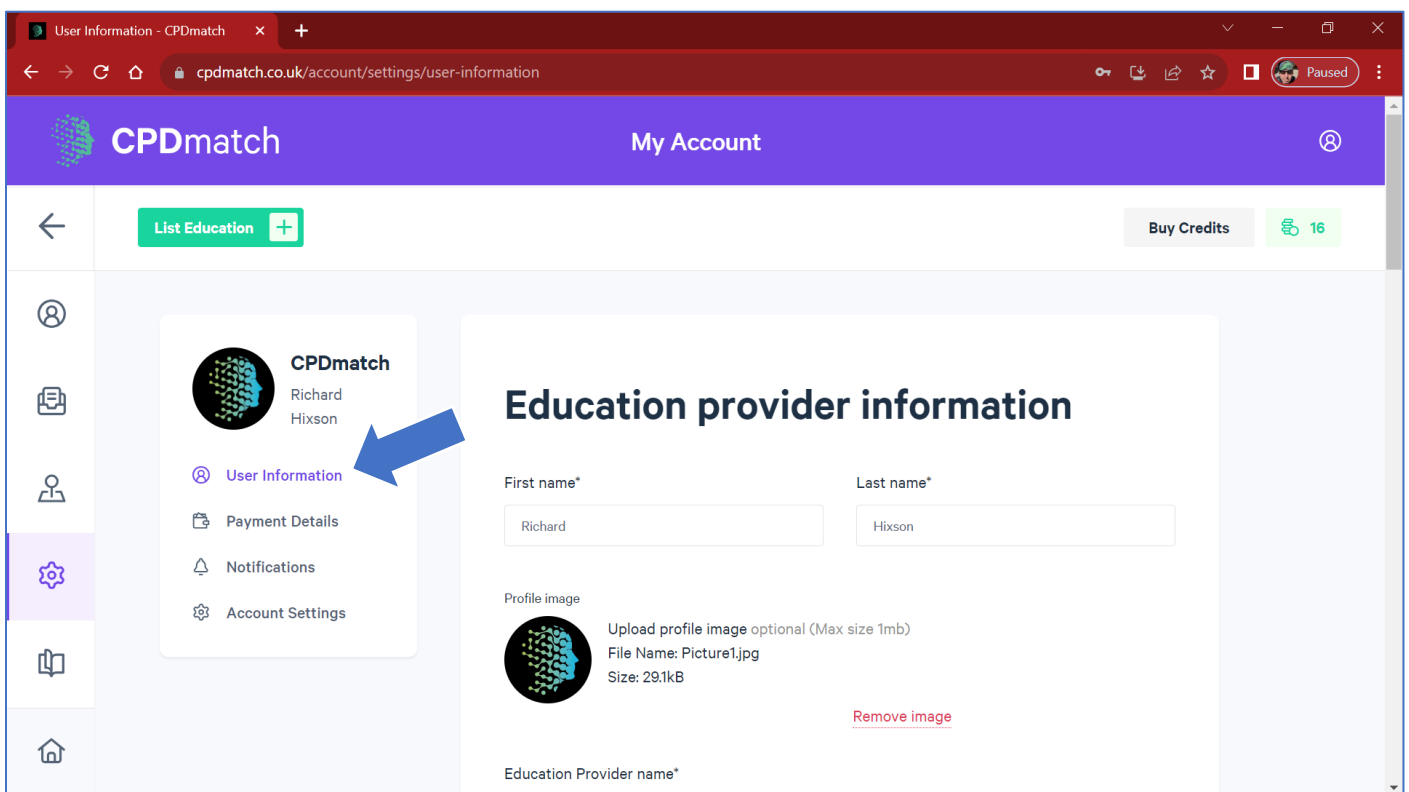 User Information - CPDmatch
cpdmatch.co.uk/account/settings/user-information
Paused
CPDmatch
My Account
List Education
Buy Credits
16
CPDmatch
Richard
Hixson
User Information
Payment Details
Notifications
Account Settings
Education provider information
First name*
Last name*
Richard
Hixson
Profile image
Upload profile image optional (Max size 1mb)
File Name: Picture1.jpg
Size: 29.1kB
Remove image
Education Provider name*